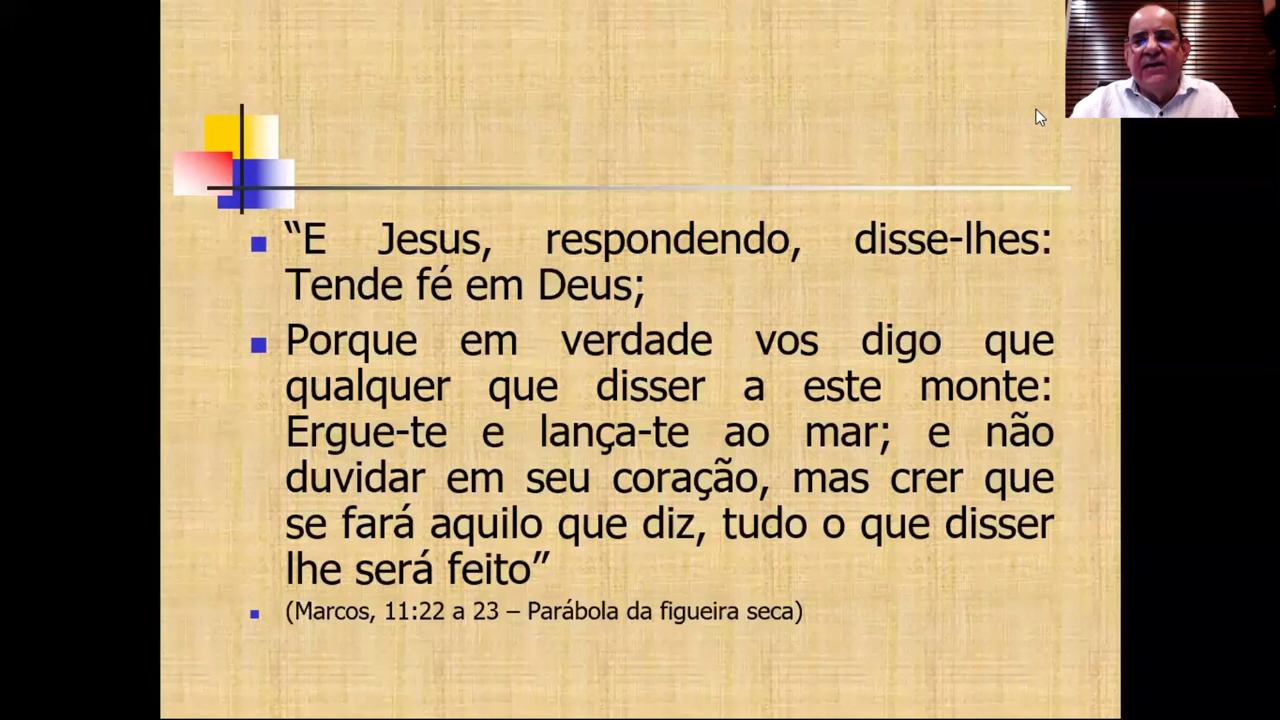 “E Jesus, respondendo, disse-lhes:
Tende fé em Deus;
Porque em verdade vos digo que
qualquer que disser a este monte:
Ergue-te e lança-te ao mar; e não
duvidar em seu coração, mas crer que
se fará aquilo que diz, tudo o que disser
lhe será feito”
(Marcos, 11:22 a 23 – Parábola da figueira seca)